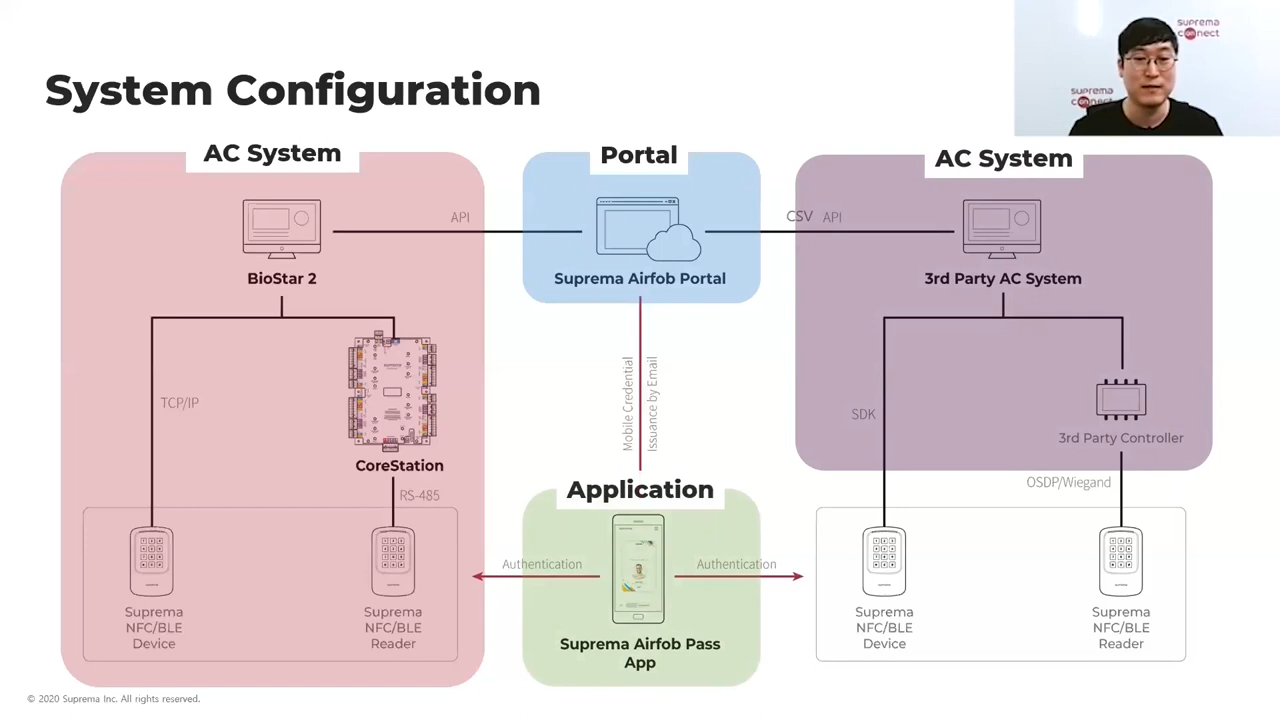 suprema
connect
suprema
connect
System Configuration
AC System
Portal
AC System
API
CSV API
BioStar 2
Suprema Airfob Portal
3rd Party AC System
TCP/IP
Mobile Credential
Issuance by Email
SDK
3rd Party Controller
CoreStation
RS-485
OSDP/Wiegand
Application
Authentication
Authentication
Suprema
NFC/BLE
Device
Suprema
NFC/BLE
Reader
Suprema Airfob Pass
App
Suprema
NFC/BLE
Device
Suprema
NFC/BLE
Reader
© 2020 Suprema Inc. All rights reserved.